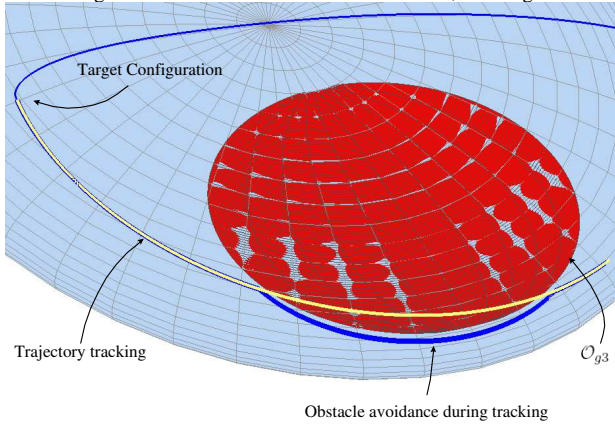 Target Configuration
Trajectory tracking
𝒪g3
Obstacle avoidance during tracking